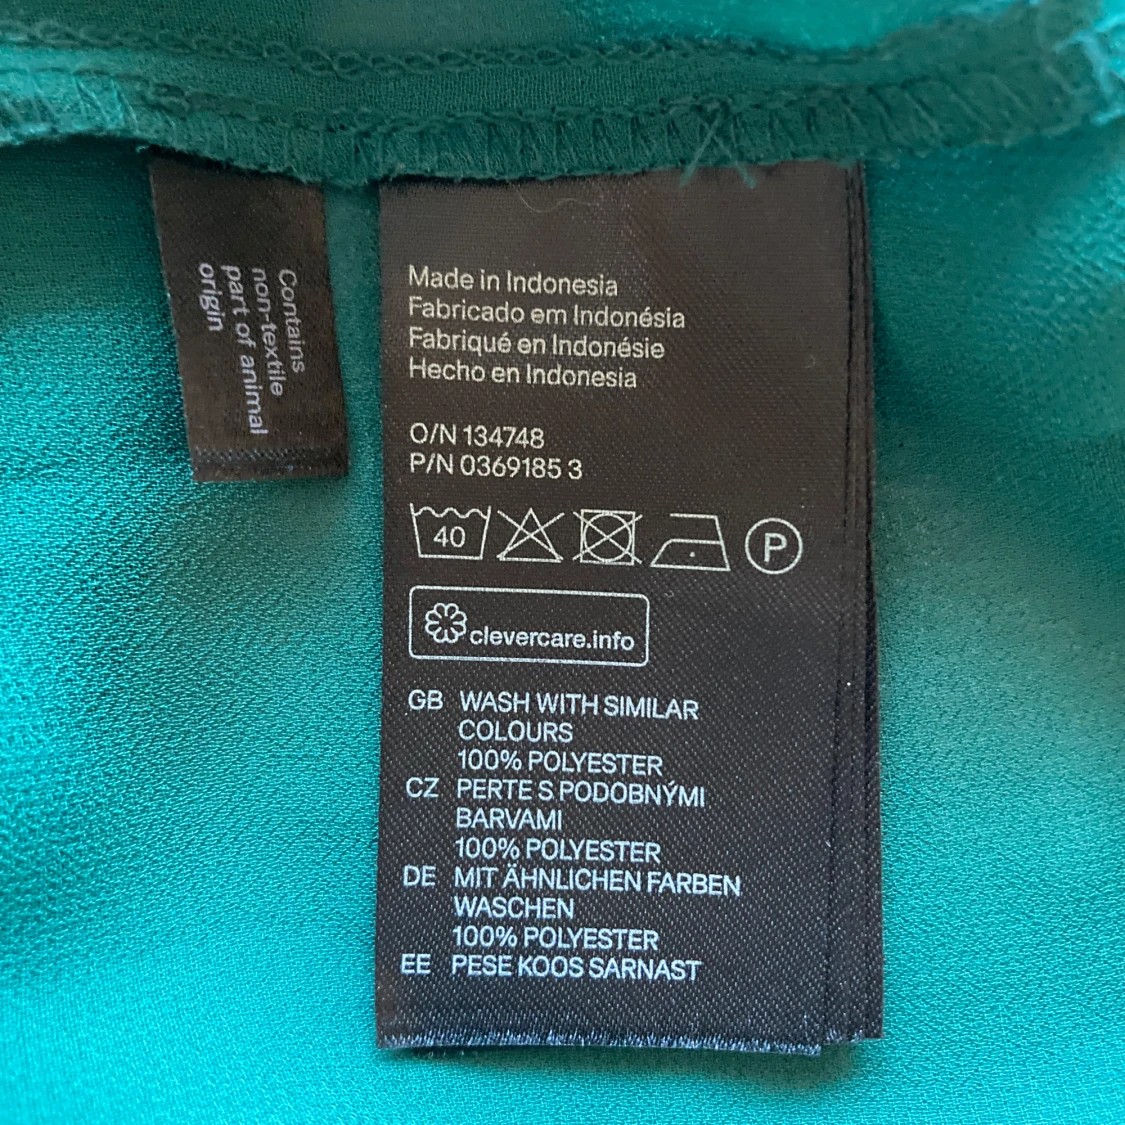 Contains
non-textile
part of animal
origin
Made in Indonesia
Fabricado em Indonésia
Fabriqué en Indonésie
Hecho en Indonesia
O/N 134748
P/N 0369185 3
40
P
clevercare.info
GB WASH WITH SIMILAR
COLOURS
100% POLYESTER
CZ PERTE S PODOBNÝMI
BARVAMI
100% POLYESTER
DE MIT ÄHNLICHEN FARBEN
WASCHEN
100% POLYESTER
EE PESE KOOS SARNAST